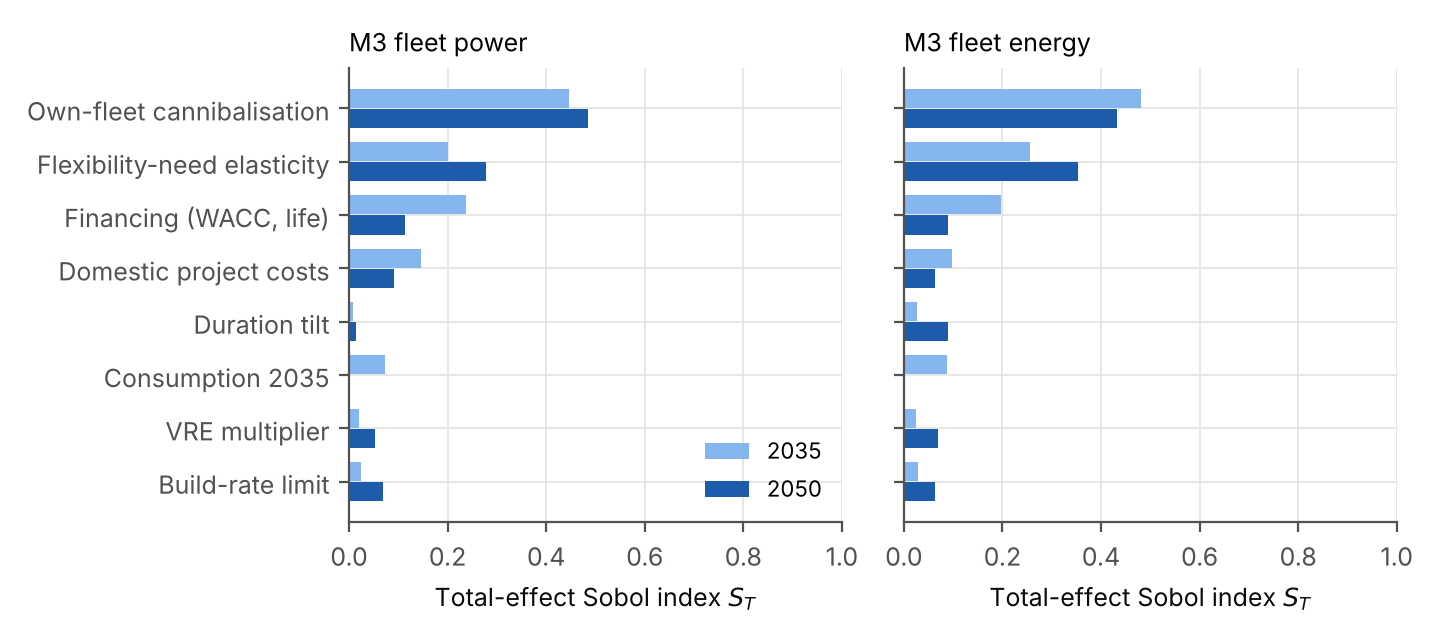 M3 fleet power
M3 fleet energy
Own-fleet cannibalisation
Flexibility-need elasticity
Financing (WACC, life)
Domestic project costs
Duration tilt
Consumption 2035
VRE multiplier
Build-rate limit
2035
2050
0.0 0.2 0.4 0.6 0.8 1.0
0.0 0.2 0.4 0.6 0.8 1.0
Total-effect Sobol index S_T
Total-effect Sobol index S_T